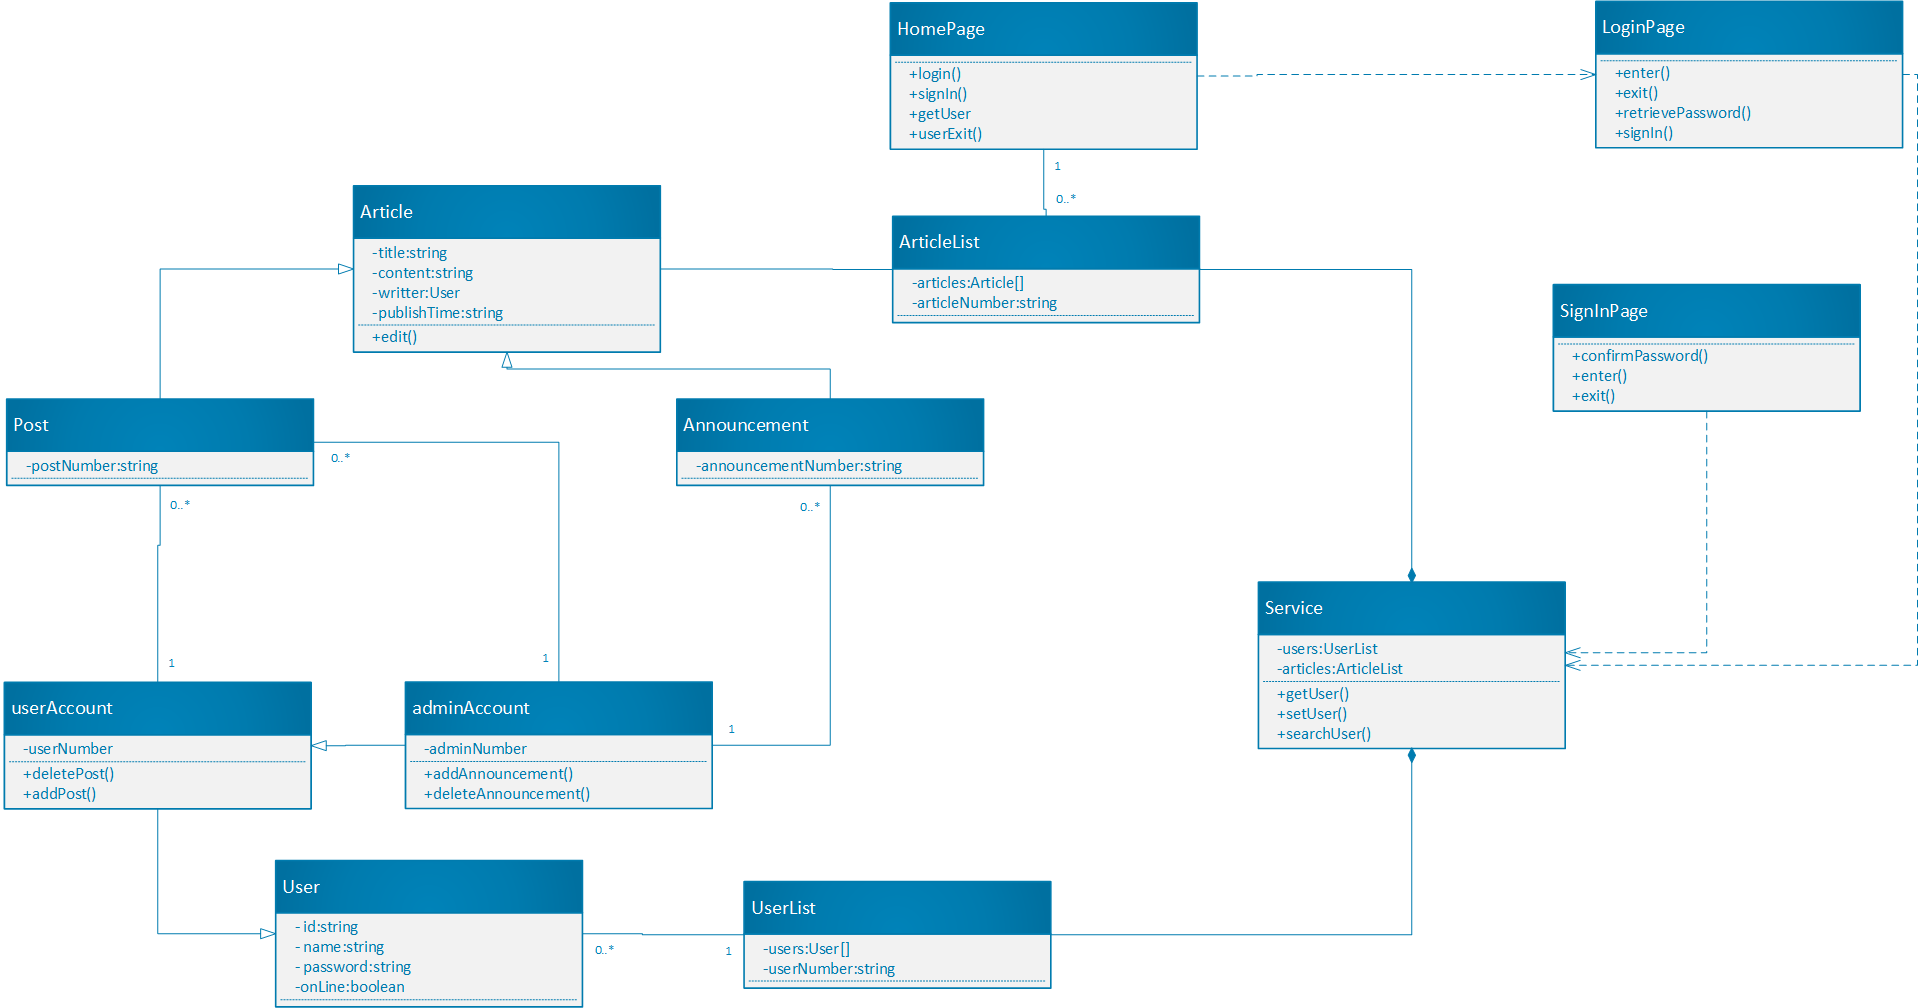 HomePage
+login()
+signIn()
+getUser
+userExit()
LoginPage
+enter()
+exit()
+retrievePassword()
+signIn()
1
0..*
Article
-title:string
-content:string
-writter:User
-publishTime:string
+edit()
ArticleList
-articles:Article[]
-articleNumber:string
SignInPage
+confirmPassword()
+enter()
+exit()
Post
-postNumber:string
0..*
0..*
Announcement
-announcementNumber:string
0..*
Service
-users:UserList
-articles:ArticleList
+getUser()
+setUser()
+searchUser()
1
1
1
userAccount
-userNumber
+deletePost()
+addPost()
adminAccount
-adminNumber
+addAnnouncement()
+deleteAnnouncement()
User
- id:string
- name:string
- password:string
-onLine:boolean
0..*
1
UserList
-users:User[]
-userNumber:string